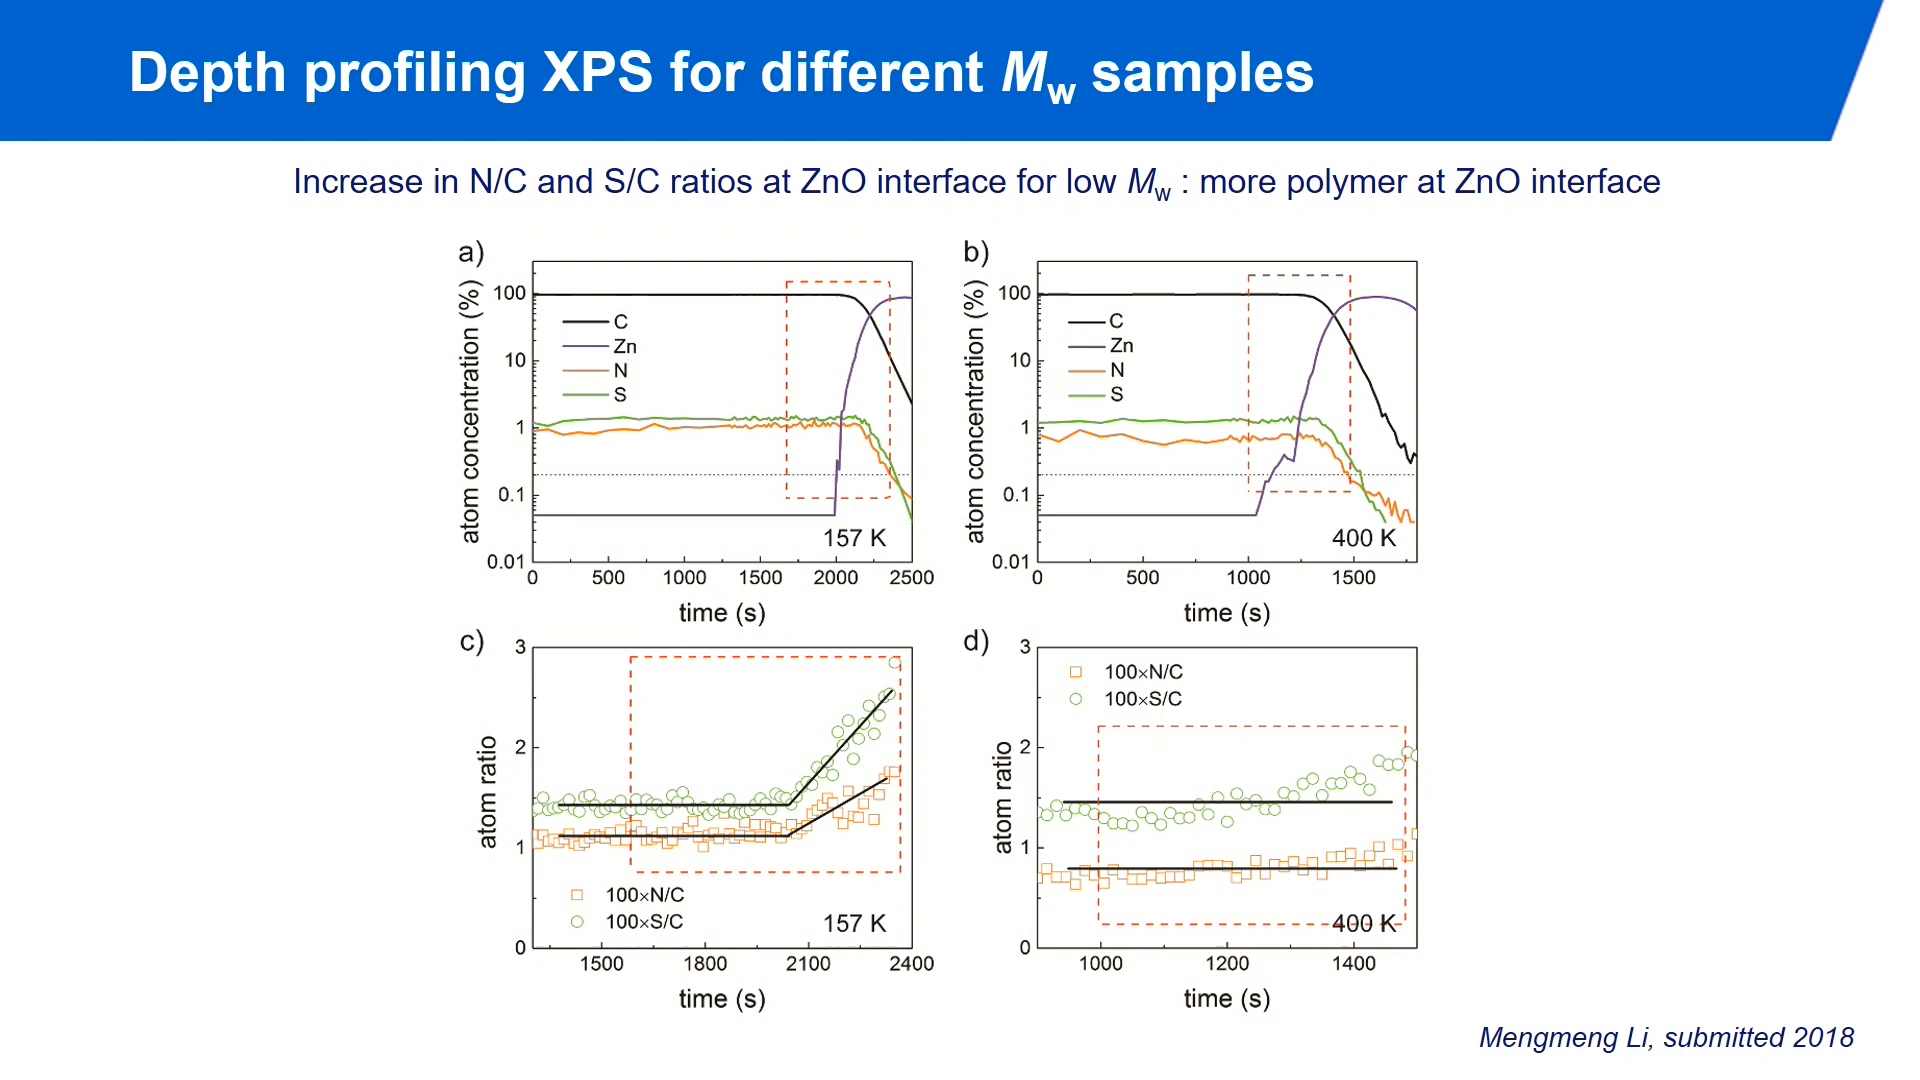 Depth profiling XPS for different Mw samples
Increase in N/C and S/C ratios at ZnO interface for low Mw : more polymer at ZnO interface
a)
atom concentration (%)
100
10
1
0.1
0.01
C
Zn
N
S
157 K
0 500 1000 1500 2000 2500
time (s)
b)
atom concentration (%)
100
10
1
0.1
0.01
C
Zn
N
S
400 K
0 500 1000 1500
time (s)
c)
atom ratio
3
2
1
0
100×N/C
100×S/C
157 K
1500 1800 2100 2400
time (s)
d)
atom ratio
3
2
1
0
100×N/C
100×S/C
400 K
1000 1200 1400
time (s)
Mengmeng Li, submitted 2018